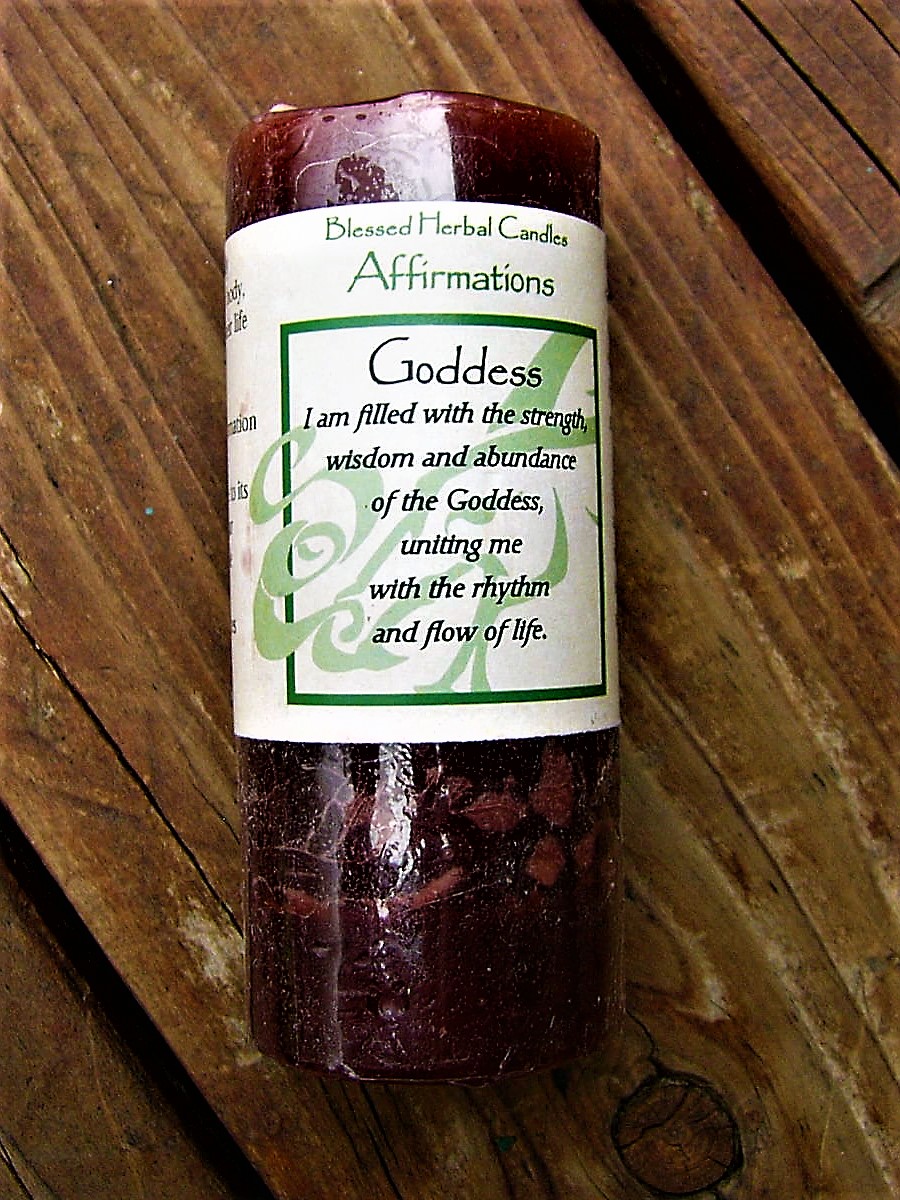 Blessed Herbal Candles
Affirmations
Goddess
I am filled with the strength,
wisdom and abundance
of the Goddess,
uniting me
with the rhythm
and flow of life.
life